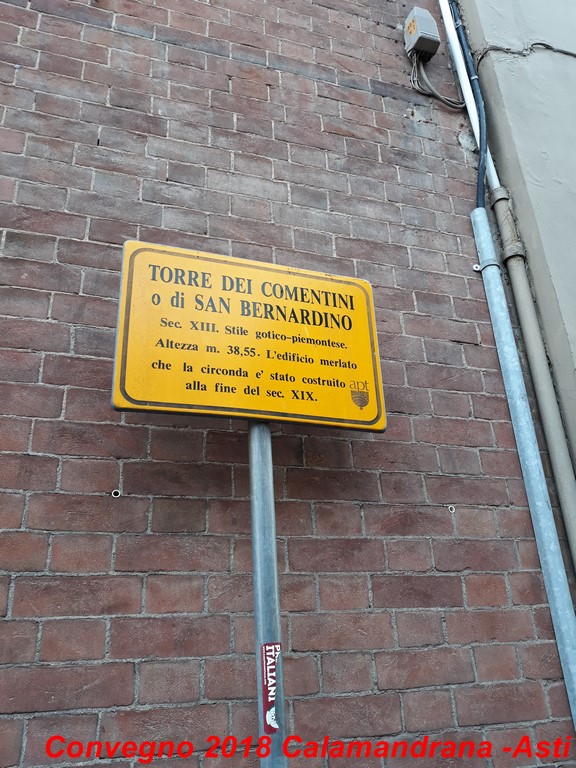 TORRE DEI COMENTINI
o di SAN BERNARDINO
Sec. XIII. Stile gotico-piemontese.
Altezza m. 38,55. L'edificio merlato
che la circonda e' stato costruito
alla fine del sec. XIX.
apt
ITALIANI
Convegno 2018 Calamandrana -Asti